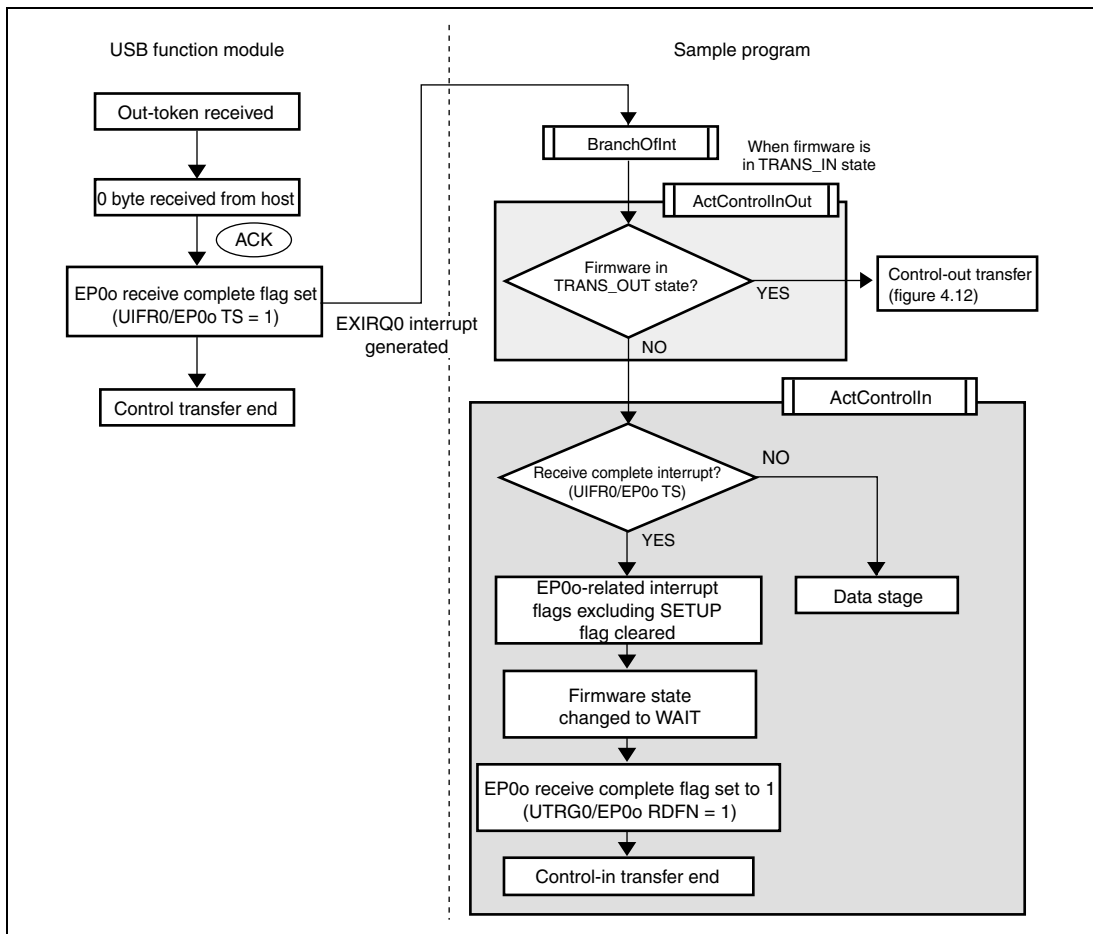 USB function module
Out-token received
0 byte received from host
ACK
EP0o receive complete flag set
(UIFR0/EP0o TS = 1)
Control transfer end
EXIRQ0 interrupt
generated
Sample program
BranchOfInt
When firmware is
in TRANS_IN state
ActControlInOut
Firmware in
TRANS_OUT state?
YES
Control-out transfer
(figure 4.12)
NO
ActControlIn
Receive complete interrupt?
(UIFR0/EP0o TS)
NO
YES
Data stage
EP0o-related interrupt
flags excluding SETUP
flag cleared
Firmware state
changed to WAIT
EP0o receive complete flag set to 1
(UTRG0/EP0o RDFN = 1)
Control-in transfer end